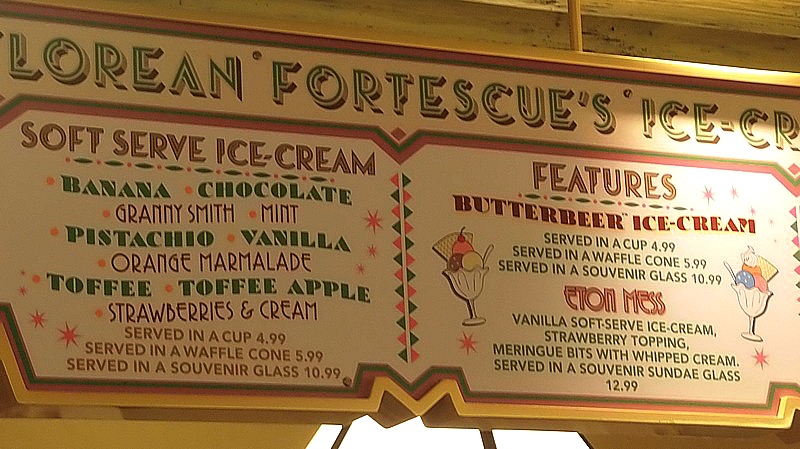 LOREAN FORTESCUE'S ICE-CR
SOFT SERVE ICE-CREAM
• BANANA • CHOCOLATE
• GRANNY SMITH • MINT
• PISTACHIO • VANILLA
• ORANGE MARMALADE
• TOFFEE • TOFFEE APPLE
• STRAWBERRIES & CREAM
SERVED IN A CUP 4.99
SERVED IN A WAFFLE CONE 5.99
SERVED IN A SOUVENIR GLASS 10.99
FEATURES
BUTTERBEER™ ICE-CREAM
SERVED IN A CUP 4.99
SERVED IN A WAFFLE CONE 5.99
SERVED IN A SOUVENIR GLASS 10.99
ETON MESS
VANILLA SOFT-SERVE ICE-CREAM,
STRAWBERRY TOPPING,
MERINGUE BITS WITH WHIPPED CREAM.
SERVED IN A SOUVENIR SUNDAE GLASS
12.99